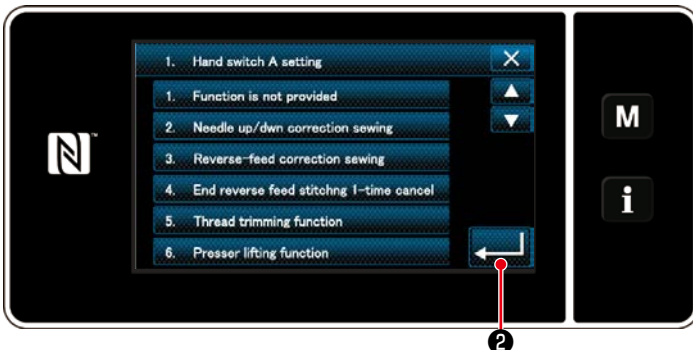 1. Hand switch A setting
1. Function is not provided
2. Needle up/dwn correction sewing
3. Reverse-feed correction sewing
4. End reverse feed stitchng 1-time cancel
5. Thread trimming function
6. Presser lifting function
M
i
N
❷